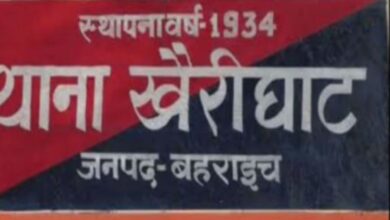 स्थापना वर्ष-1934
थाना खैरीघाट
जनपद-बहराइच